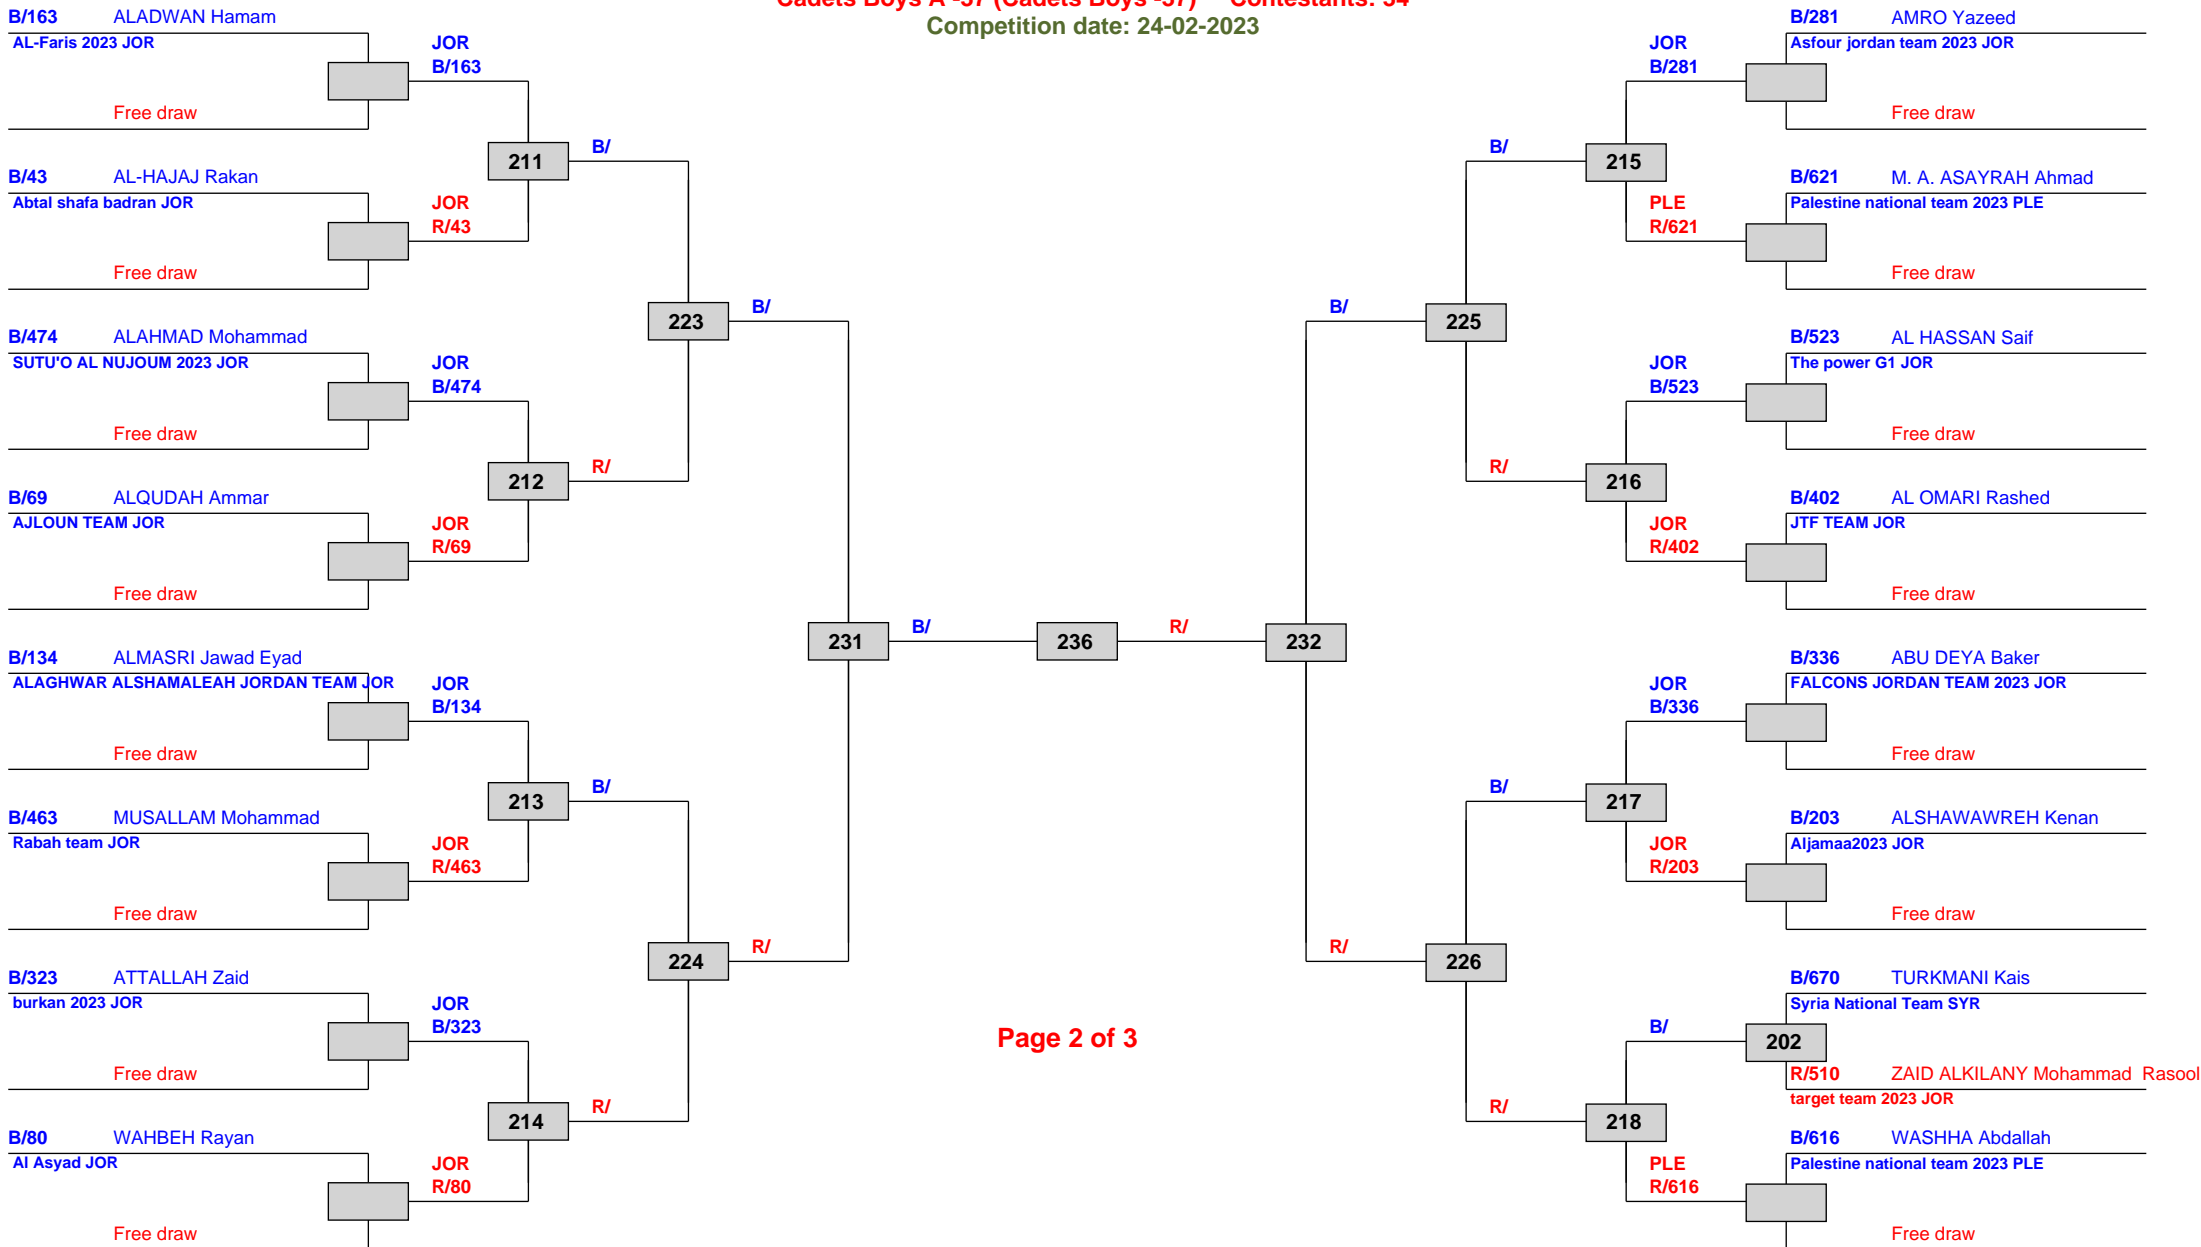 Cadets Boys A -37 (Cadets Boys -37) Contestants: 34
Competition date: 24-02-2023
B/163 ALADWAN Hamam
AL-Faris 2023 JOR
JOR
B/163
Free draw
211
B/
B/43 AL-HAJAJ Rakan
Abtal shafa badran JOR
JOR
R/43
Free draw
223
B/
B/474 ALAHMAD Mohammad
SUTU'O AL NUJOUM 2023 JOR
JOR
B/474
Free draw
212
R/
B/69 ALQUDAH Ammar
AJLOUN TEAM JOR
JOR
R/69
Free draw
231
B/
236
R/
232
B/134 ALMASRI Jawad Eyad
ALAGHWAR ALSHAMALEAH JORDAN TEAM JOR
JOR
B/134
Free draw
213
B/
B/463 MUSALLAM Mohammad
Rabah team JOR
JOR
R/463
Free draw
224
R/
B/323 ATTALLAH Zaid
burkan 2023 JOR
JOR
B/323
Free draw
214
R/
B/80 WAHBEH Rayan
Al Asyad JOR
JOR
R/80
Free draw
B/281 AMRO Yazeed
Asfour jordan team 2023 JOR
JOR
B/281
Free draw
B/
215
B/621 M. A. ASAYRAH Ahmad
Palestine national team 2023 PLE
PLE
R/621
Free draw
B/
225
B/523 AL HASSAN Saif
The power G1 JOR
JOR
B/523
Free draw
R/
216
B/402 AL OMARI Rashed
JTF TEAM JOR
JOR
R/402
Free draw
B/336 ABU DEYA Baker
FALCONS JORDAN TEAM 2023 JOR
JOR
B/336
Free draw
B/
217
B/203 ALSHAWAWREH Kenan
Aljamaa2023 JOR
JOR
R/203
Free draw
R/
226
B/670 TURKMANI Kais
Syria National Team SYR
B/
202
R/510 ZAID ALKILANY Mohammad Rasool
target team 2023 JOR
R/
218
B/616 WASHHA Abdallah
Palestine national team 2023 PLE
PLE
R/616
Free draw
Page 2 of 3